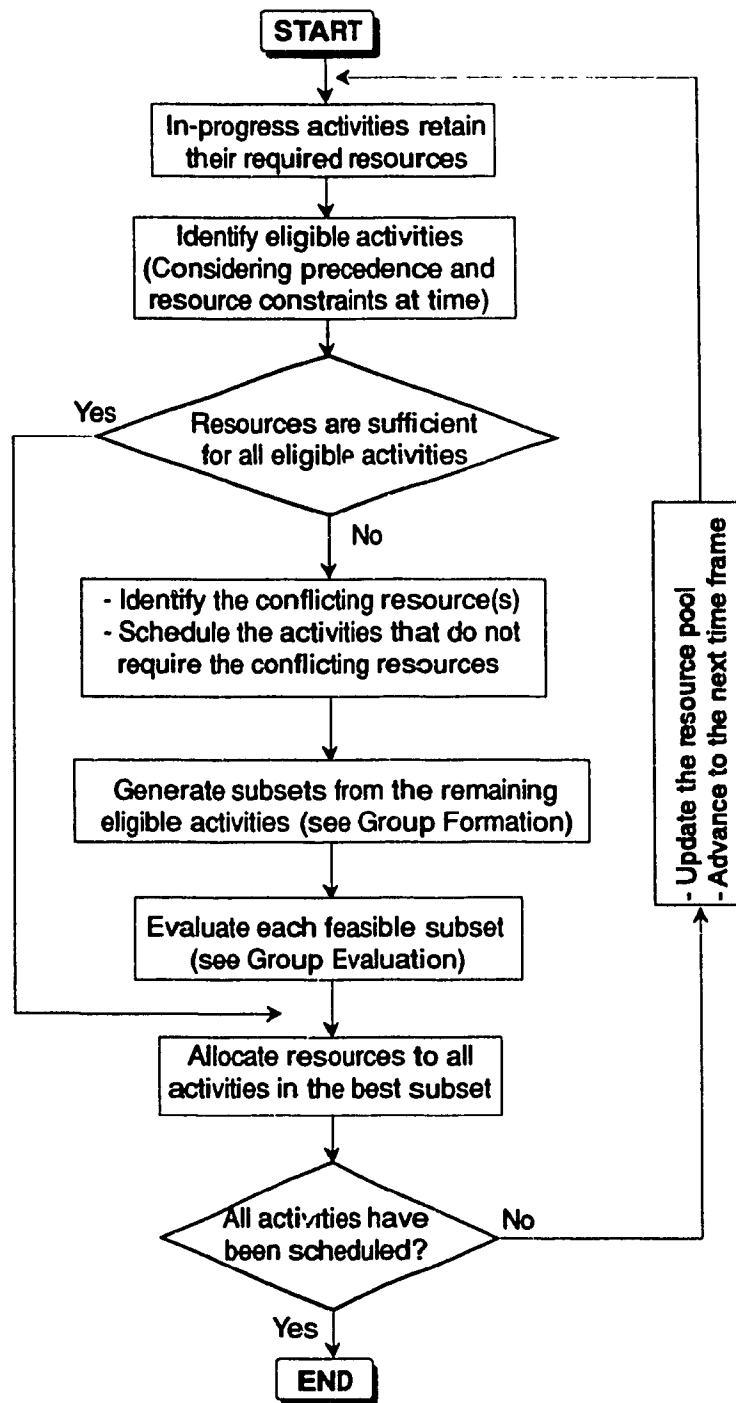 START
In-progress activities retain
their required resources
Identify eligible activities
(Considering precedence and
resource constraints at time)
Yes
Resources are sufficient
for all eligible activities
No
- Identify the conflicting resource(s)
- Schedule the activities that do not
require the conflicting resources
Generate subsets from the remaining
eligible activities (see Group Formation)
Evaluate each feasible subset
(see Group Evaluation)
Allocate resources to all
activities in the best subset
All activities have
been scheduled?
No
Yes
END
- Update the resource pool
- Advance to the next time frame